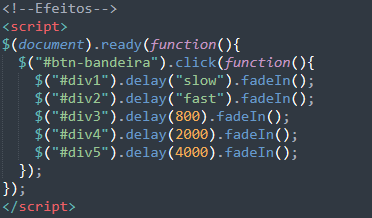 <!--Efeitos-->
<script>
$(document).ready(function(){
  $("#btn-bandeira").click(function(){
    $("#div1").delay("slow").fadeIn();
    $("#div2").delay("fast").fadeIn();
    $("#div3").delay(800).fadeIn();
    $("#div4").delay(2000).fadeIn();
    $("#div5").delay(4000).fadeIn();
  });
});
</script>